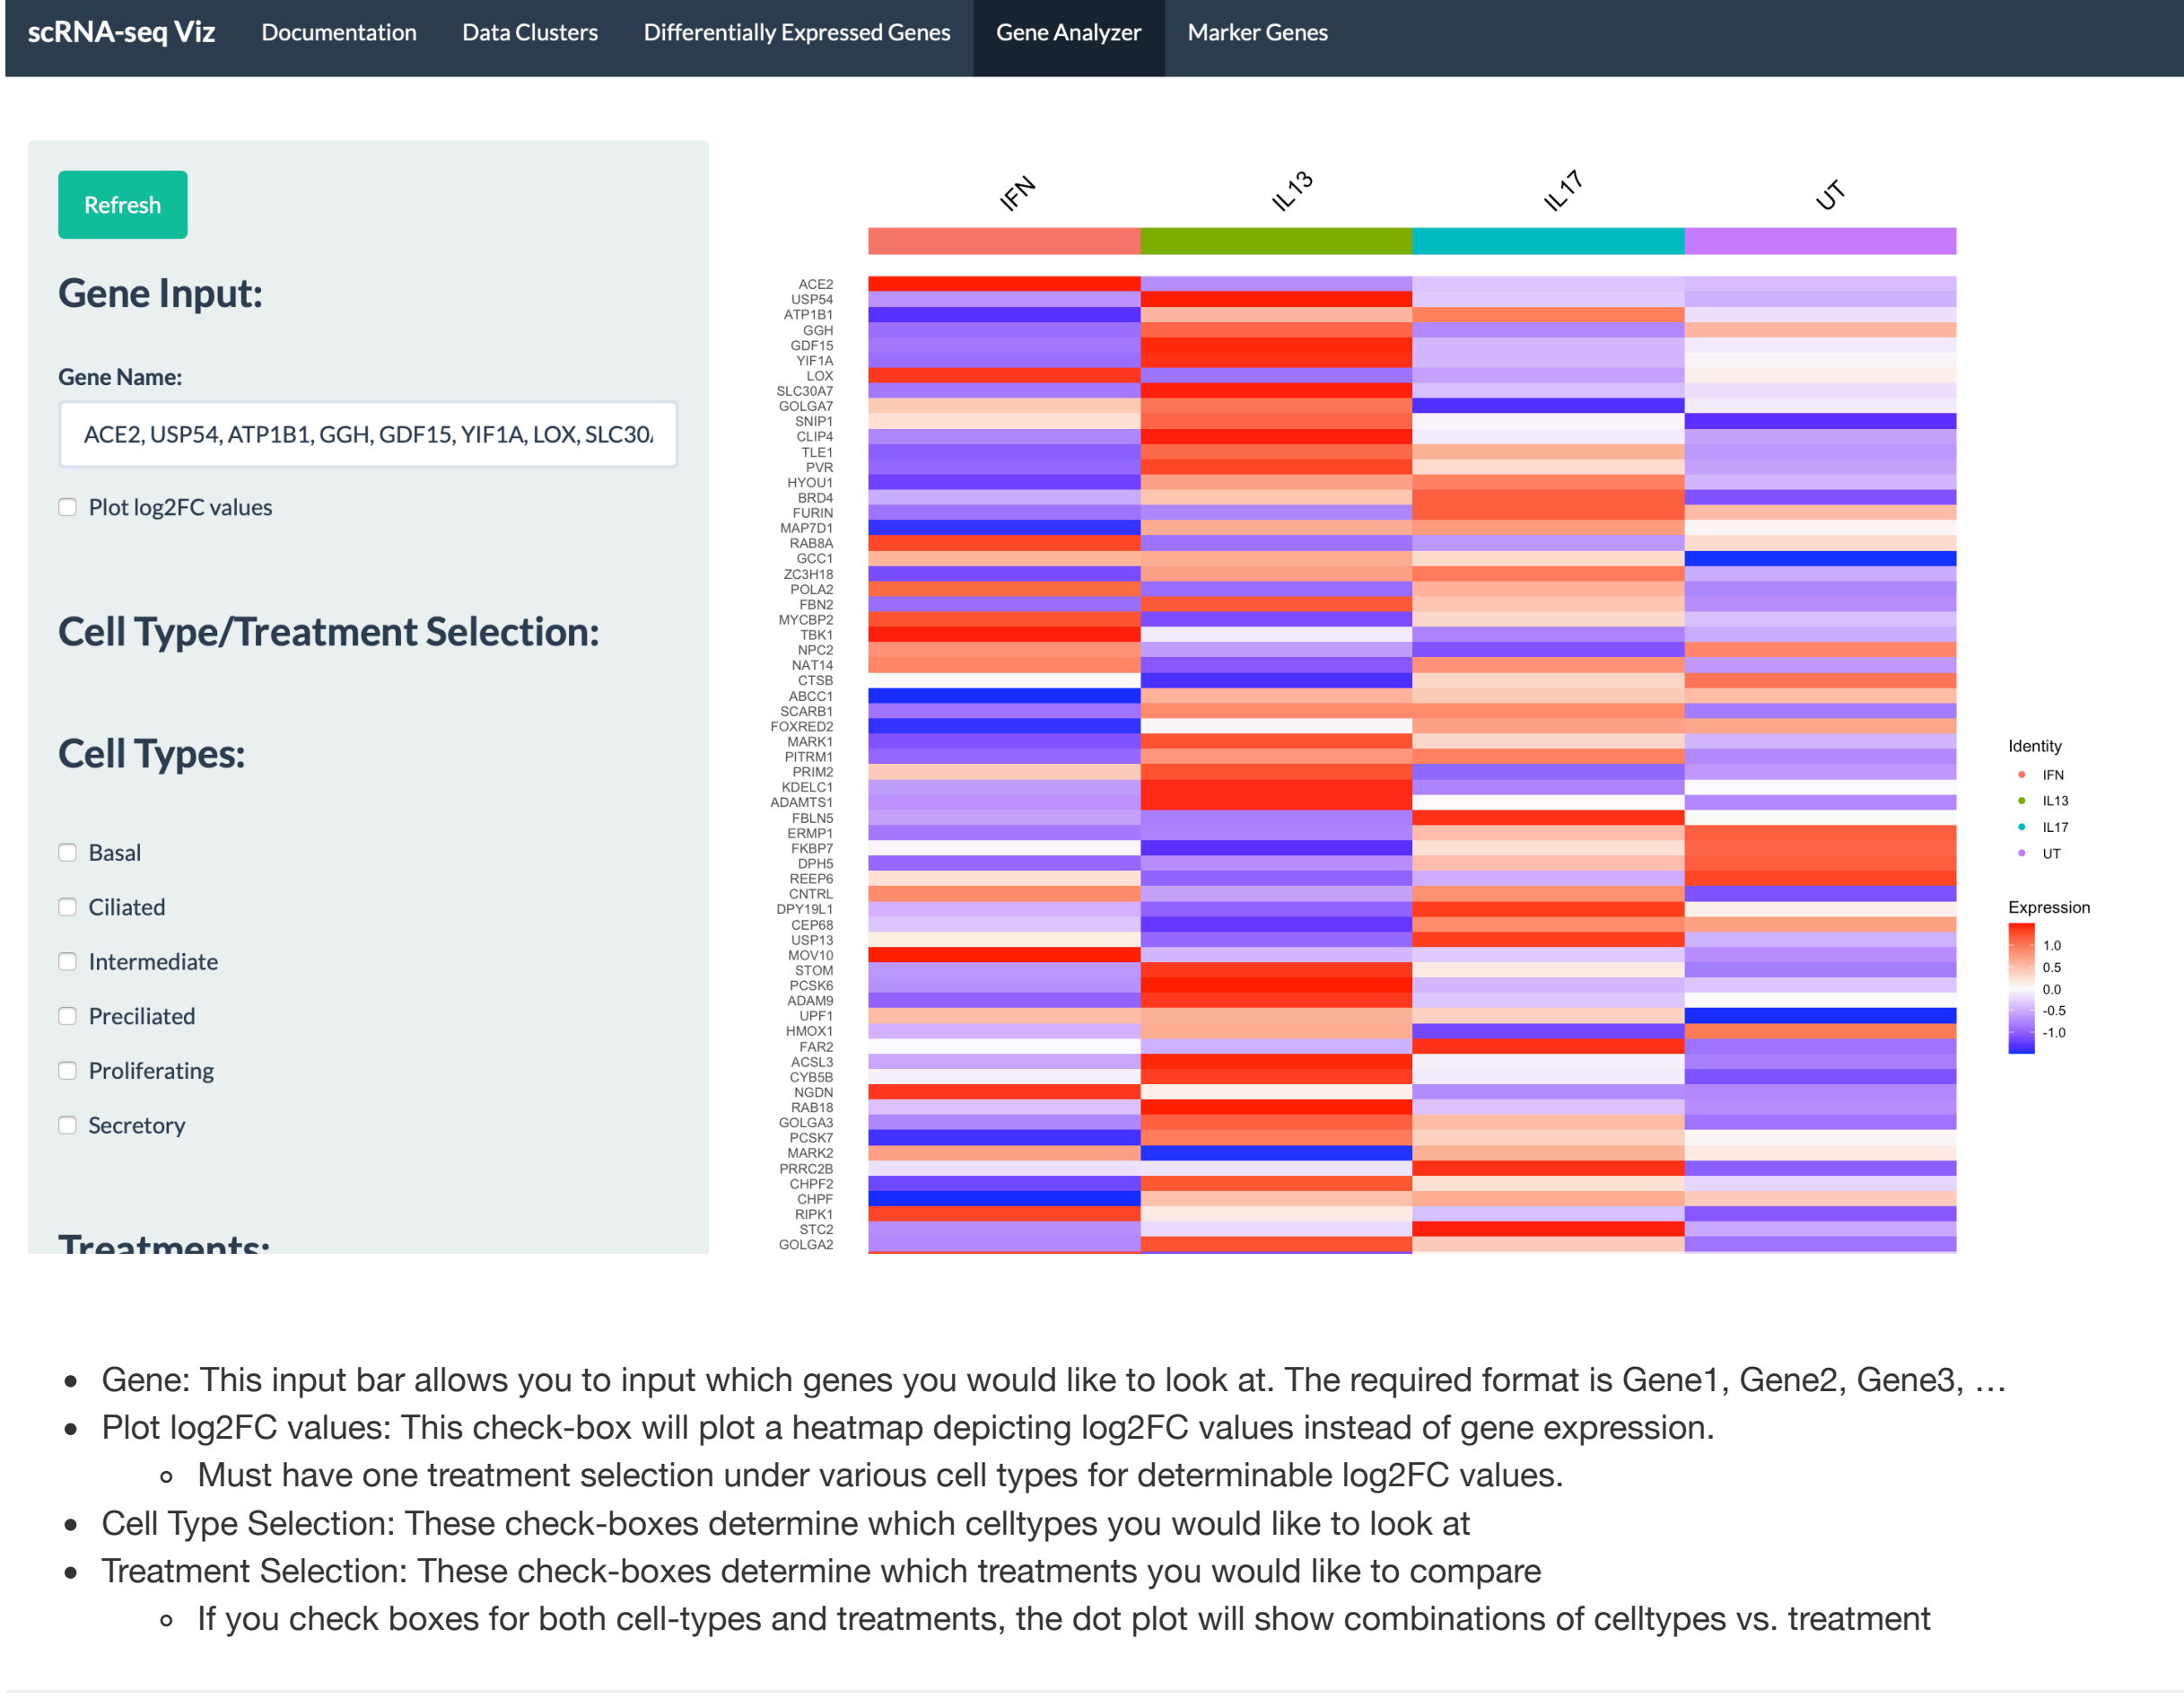 scRNA-seq Viz Documentation Data Clusters Differentially Expressed Genes Gene Analyzer Marker Genes
Refresh
Gene Input:
Gene Name:
ACE2, USP54, ATP1B1, GGH, GDF15, YIF1A, LOX, SLC30
Plot log2FC values
Cell Type/Treatment Selection:
Cell Types:
Basal
Ciliated
Intermediate
Preciliated
Proliferating
Secretory
Treatments:
IFN IL13 IL17 UT
ACE2
USP54
ATP1B1
GGH
GDF15
YIF1A
LOX
SLC30A7
GOLGA7
SNIP1
CLIP4
TLE1
PVR
HYOU1
BRD4
FURIN
MAP7D1
RAB8A
GCC1
ZC3H18
POLA2
FBN2
MYCBP2
TBK1
NPC2
NAT14
CTSB
ABCC1
SCARB1
FOXRED2
MARK1
PITRM1
PRIM2
KDELC1
ADAMTS1
FBLN5
ERMP1
FKBP7
DPH5
REEP6
CNTRL
DPY19L1
CEP68
USP13
MOV10
STOM
PCSK6
ADAM9
UPF1
HMOX1
FAR2
ACSL3
CYB5B
NGDN
RAB18
GOLGA3
PCSK7
MARK2
PRRC2B
CHPF2
CHPF
RIPK1
STC2
GOLGA2
Identity
IFN
IL13
IL17
UT
Expression
1.0
0.5
0.0
-0.5
-1.0
• Gene: This input bar allows you to input which genes you would like to look at. The required format is Gene1, Gene2, Gene3, …
• Plot log2FC values: This check-box will plot a heatmap depicting log2FC values instead of gene expression.
◦ Must have one treatment selection under various cell types for determinable log2FC values.
• Cell Type Selection: These check-boxes determine which celltypes you would like to look at
• Treatment Selection: These check-boxes determine which treatments you would like to compare
◦ If you check boxes for both cell-types and treatments, the dot plot will show combinations of celltypes vs. treatment